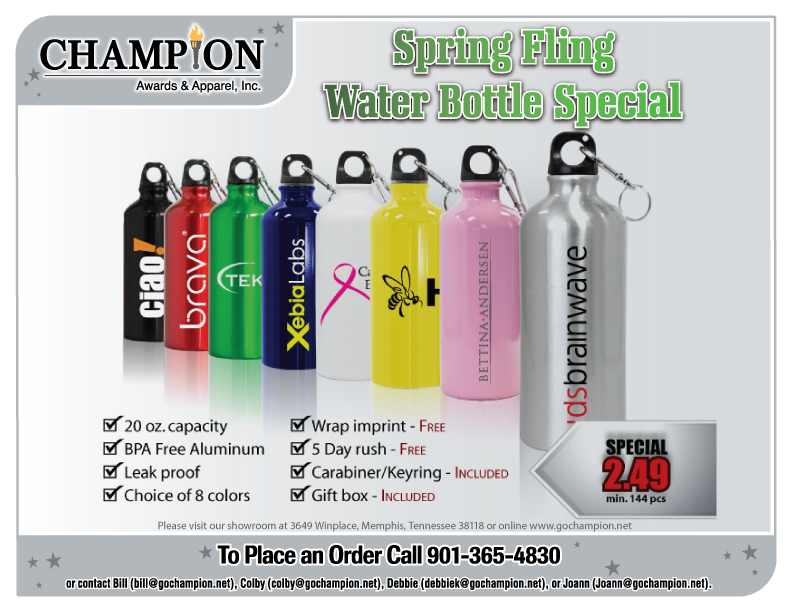 CHAMPION
Awards & Apparel, Inc.
Spring Fling
Water Bottle Special
ciao!
brava
TEK
XebiaLabs
Ca
BETTINA·ANDERSEN
dsbrainwave
20 oz. capacity
BPA Free Aluminum
Leak proof
Choice of 8 colors
Wrap imprint - FREE
5 Day rush - FREE
Carabiner/Keyring - INCLUDED
Gift box - INCLUDED
SPECIAL
2.49
min. 144 pcs
Please visit our showroom at 3649 Winplace, Memphis, Tennessee 38118 or online www.gochampion.net
To Place an Order Call 901-365-4830
or contact Bill (bill@gochampion.net), Colby (colby@gochampion.net), Debbie (debbiek@gochampion.net), or Joann (Joann@gochampion.net).